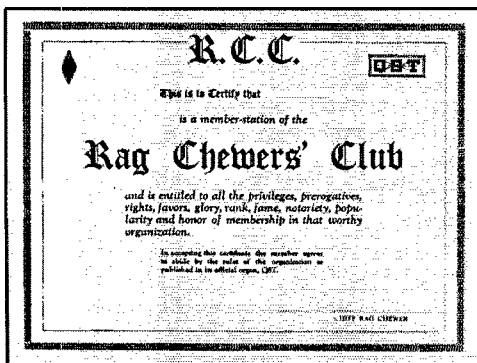 R.C.C.
QST
This is to Certify that
is a member-station of the
Rag Chewers' Club
and is entitled to all the privileges, prerogatives,
rights, favors, glory, rank, fame, notoriety, popu-
larity and honor of membership in that worthy
organization.
In accepting this certificate the member agrees
to abide by the rules of the organization as
published in its official organ, QST.
CHIEF RAG CHEWER